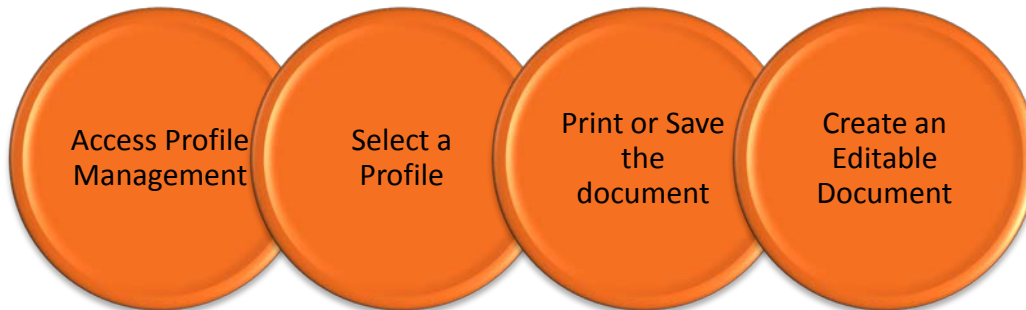 Access Profile
Management
Select a
Profile
Print or Save
the
document
Create an
Editable
Document